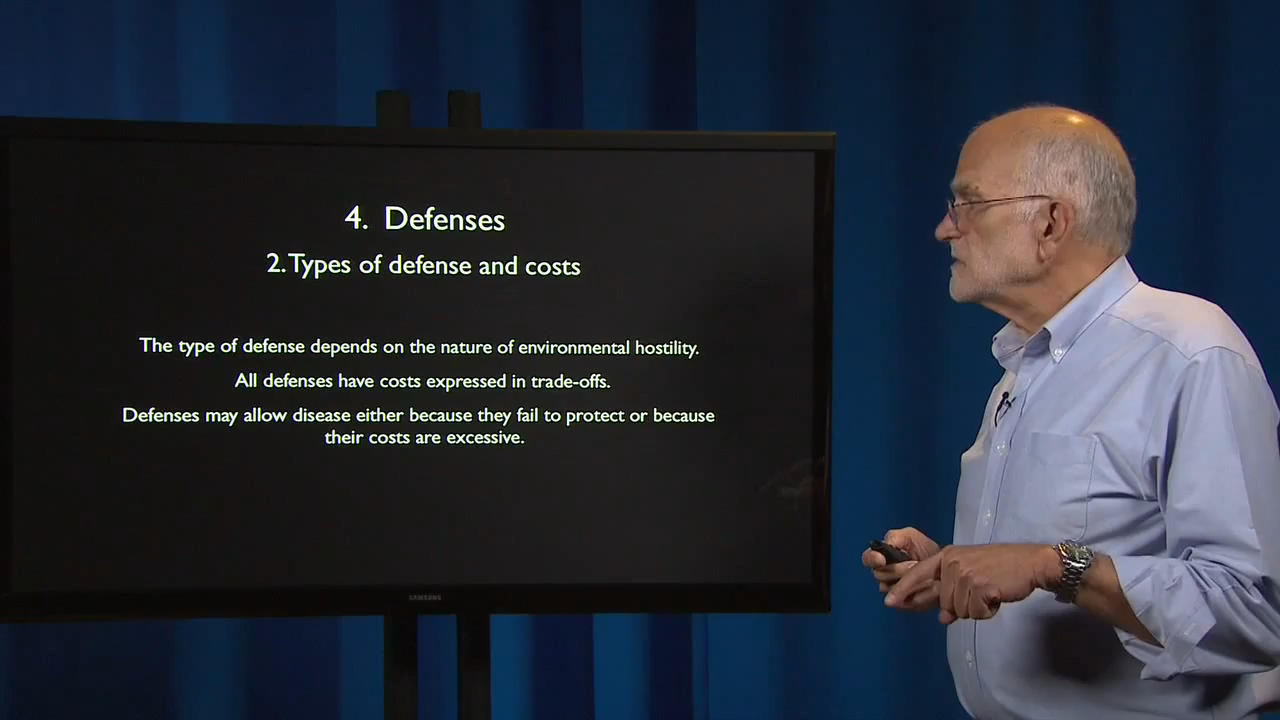 4. Defenses
2. Types of defense and costs
The type of defense depends on the nature of environmental hostility.
All defenses have costs expressed in trade-offs.
Defenses may allow disease either because they fail to protect or because
their costs are excessive.
SAMSUNG